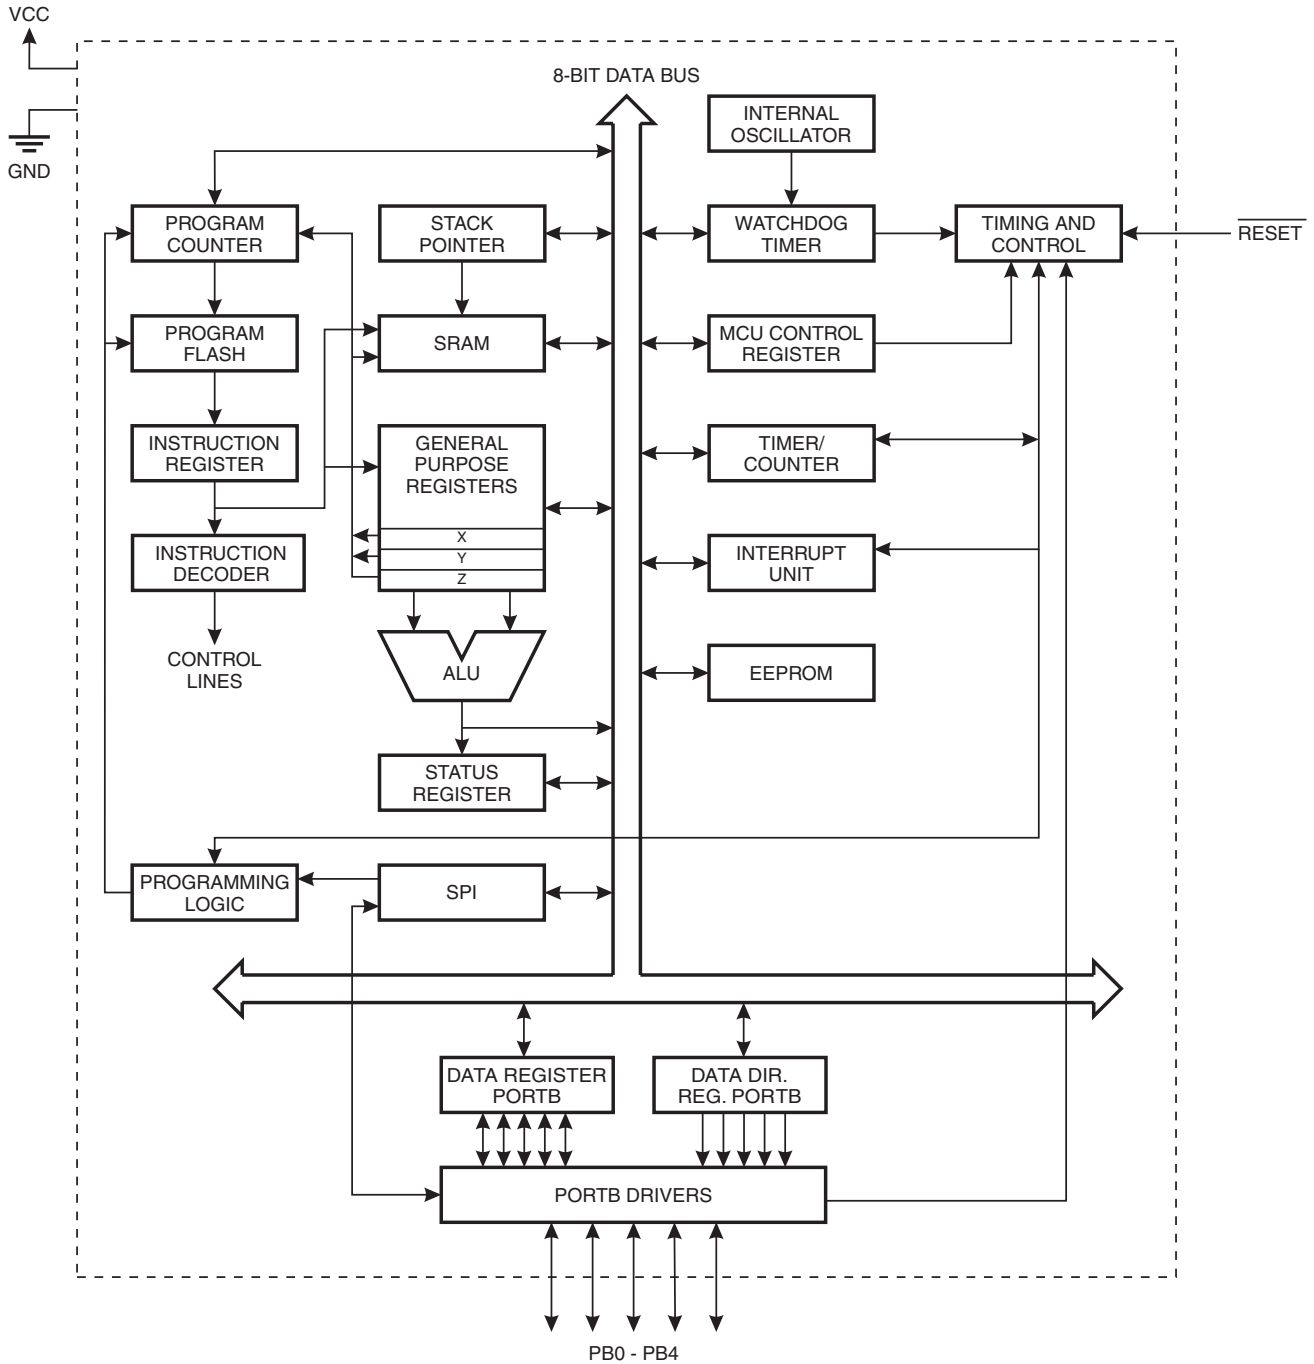 VCC
8-BIT DATA BUS
INTERNAL
OSCILLATOR
GND
PROGRAM
COUNTER
STACK
POINTER
WATCHDOG
TIMER
TIMING AND
CONTROL
RESET
PROGRAM
FLASH
SRAM
MCU CONTROL
REGISTER
INSTRUCTION
REGISTER
GENERAL
PURPOSE
REGISTERS
X
Y
Z
TIMER/
COUNTER
INSTRUCTION
DECODER
INTERRUPT
UNIT
CONTROL
LINES
ALU
EEPROM
STATUS
REGISTER
PROGRAMMING
LOGIC
SPI
DATA REGISTER
PORTB
DATA DIR.
REG. PORTB
PORTB DRIVERS
PB0 - PB4